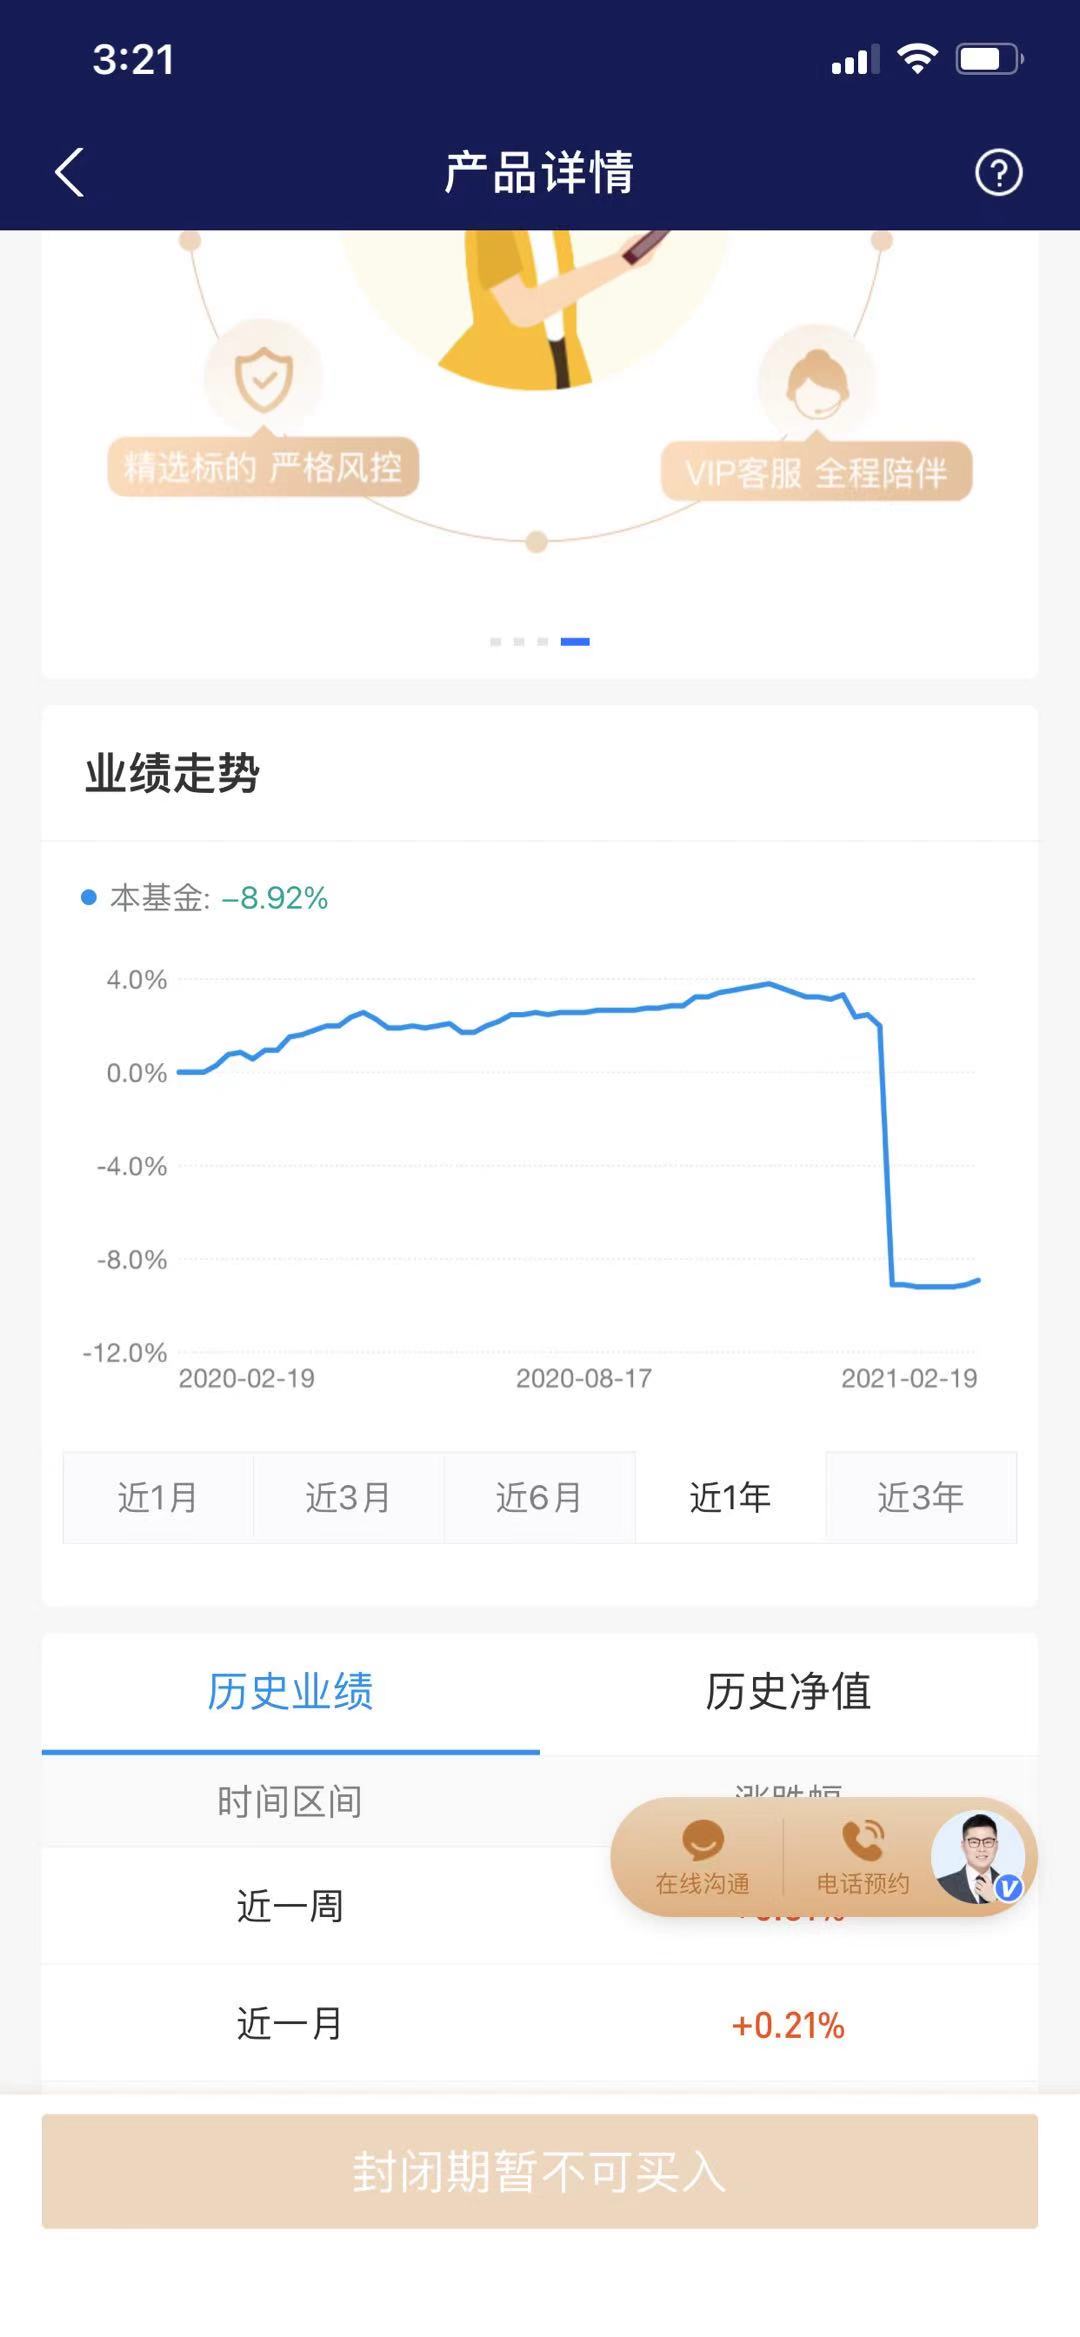 3:21
产品详情
精选标的 严格风控
VIP客服 全程陪伴
业绩走势
本基金: -8.92%
4.0%
0.0%
-4.0%
-8.0%
-12.0%
2020-02-19 2020-08-17 2021-02-19
近1月 近3月 近6月 近1年 近3年
历史业绩 历史净值
时间区间 涨跌幅
在线沟通 电话预约
近一周
近一月 +0.21%
封闭期暂不可买入